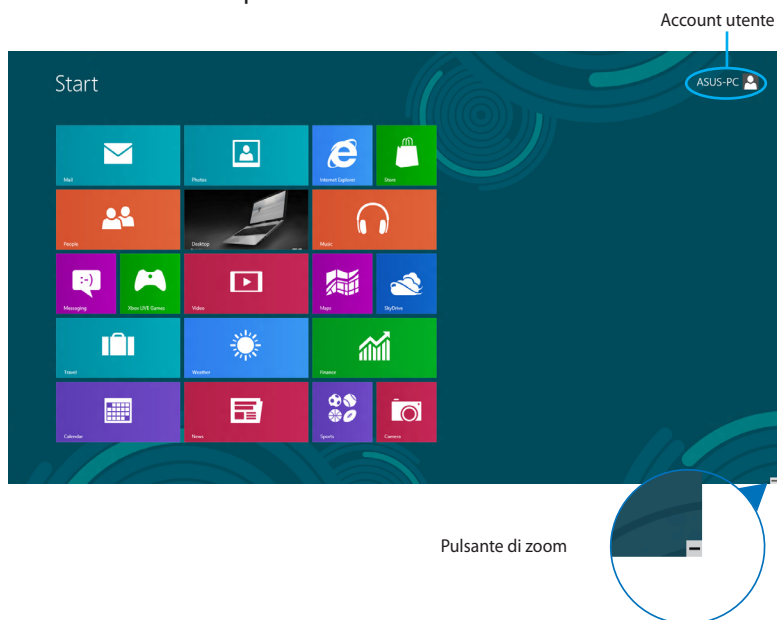 Account utente
Start
ASUS-PC
Mail
Photos
Internet Explorer
Store
People
Desktop
Music
Messaging
Xbox LIVE Games
Video
Maps
SkyDrive
Travel
Weather
Finance
Calendar
News
Sports
Camera
Pulsante di zoom